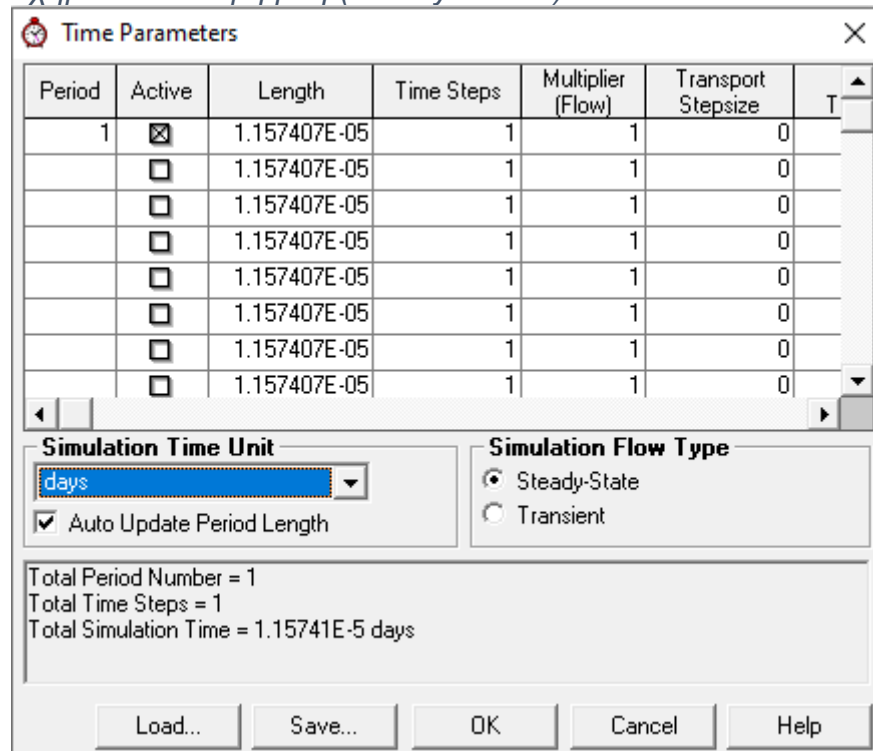 Time Parameters
Period Active Length Time Steps Multiplier (Flow) Transport Stepsize T
1 1.157407E-05 1 1 0
1.157407E-05 1 1 0
1.157407E-05 1 1 0
1.157407E-05 1 1 0
1.157407E-05 1 1 0
1.157407E-05 1 1 0
1.157407E-05 1 1 0
1.157407E-05 1 1 0
Simulation Time Unit
days
Auto Update Period Length
Simulation Flow Type
Steady-State
Transient
Total Period Number = 1
Total Time Steps = 1
Total Simulation Time = 1.15741E-5 days
Load... Save... OK Cancel Help